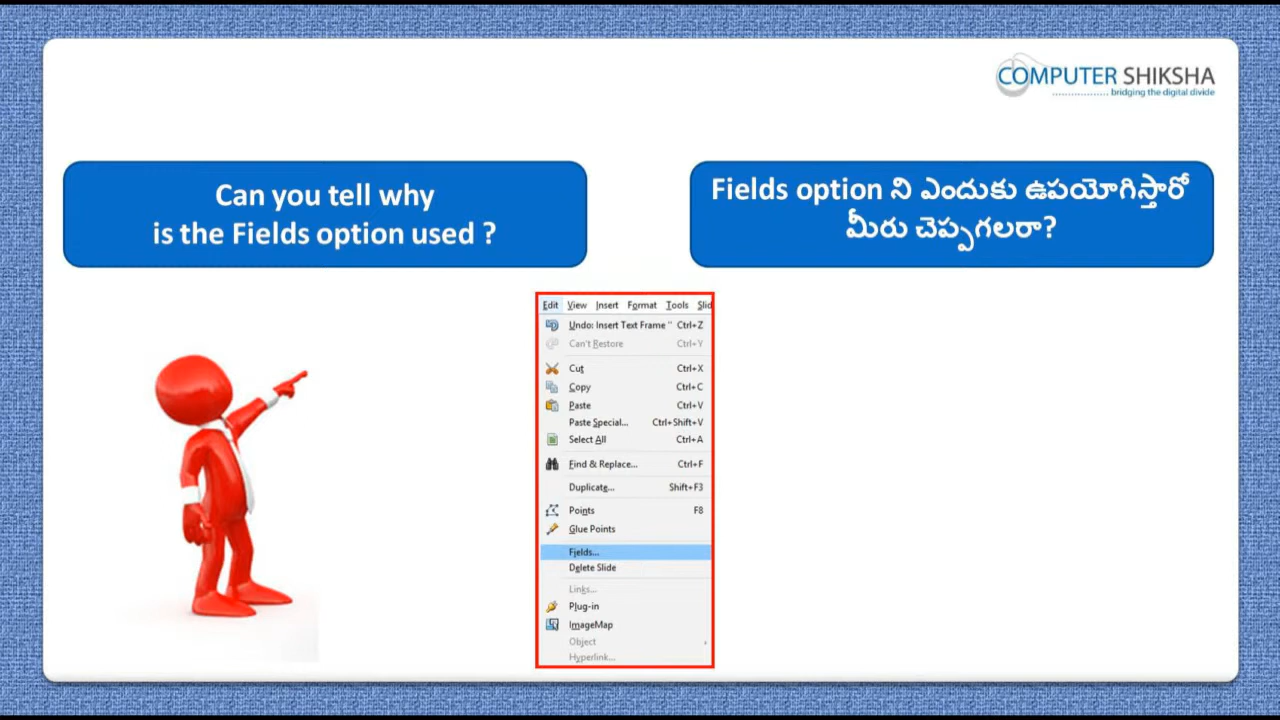 COMPUTER SHIKSHA
.................. bridging the digital divide
Can you tell why
is the Fields option used ?
Fields option ని ఎందుకు ఉపయోగిస్తారో
మీరు చెప్పగలరా?
Edit View Insert Format Tools Slid
Undo: Insert Text Frame " Ctrl+Z
Can't Restore Ctrl+Y
Cut Ctrl+X
Copy Ctrl+C
Paste Ctrl+V
Paste Special... Ctrl+Shift+V
Select All Ctrl+A
Find & Replace... Ctrl+F
Duplicate... Shift+F3
Points F8
Glue Points
Fields...
Delete Slide
Links...
Plug-in
ImageMap
Object
Hyperlink...